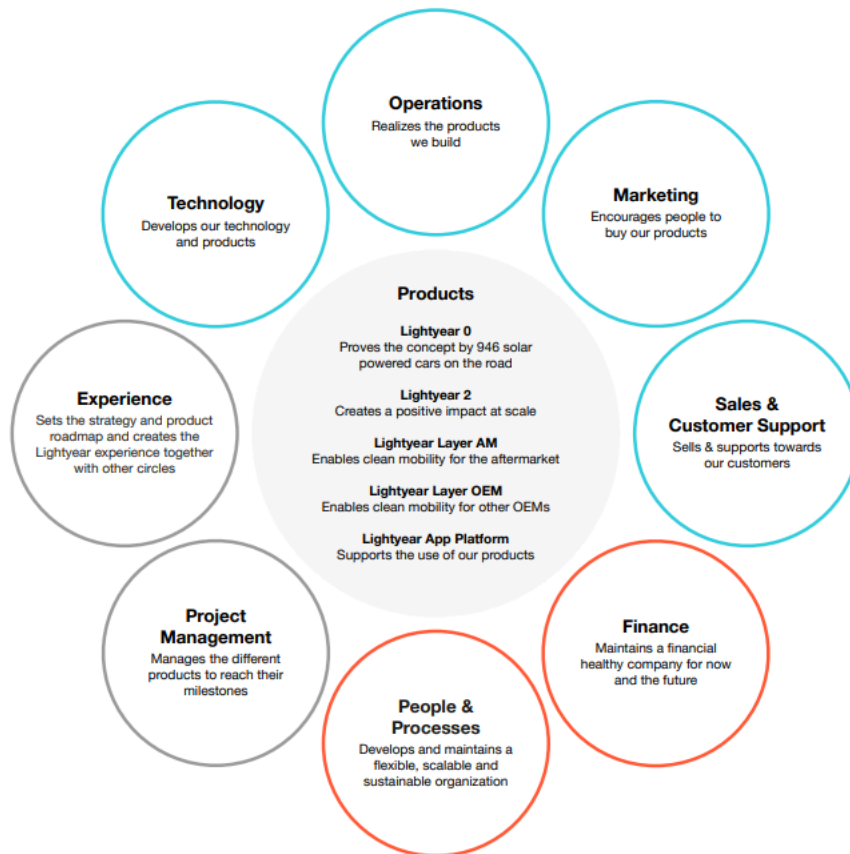 Operations
Realizes the products
we build
Marketing
Encourages people to
buy our products
Sales &
Customer Support
Sells & supports towards
our customers
Finance
Maintains a financial
healthy company for now
and the future
People &
Processes
Develops and maintains a
flexible, scalable and
sustainable organization
Project
Management
Manages the different
products to reach their
milestones
Experience
Sets the strategy and product
roadmap and creates the
Lightyear experience together
with other circles
Technology
Develops our technology
and products
Products
Lightyear 0
Proves the concept by 946 solar
powered cars on the road
Lightyear 2
Creates a positive impact at scale
Lightyear Layer AM
Enables clean mobility for the aftermarket
Lightyear Layer OEM
Enables clean mobility for other OEMs
Lightyear App Platform
Supports the use of our products